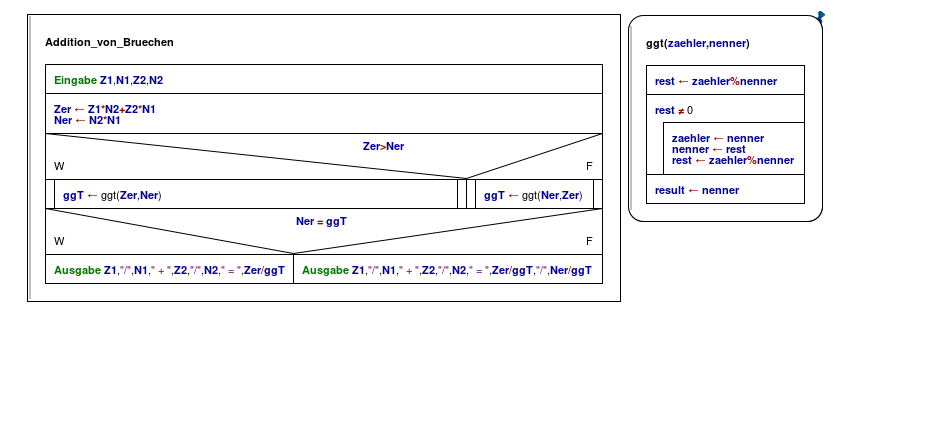 Addition_von_Bruechen
Eingabe Z1,N1,Z2,N2
Zer ← Z1*N2+Z2*N1
Ner ← N2*N1
Zer>Ner
W F
ggT ← ggt(Zer,Ner) ggT ← ggt(Ner,Zer)
Ner = ggT
W F
Ausgabe Z1,"/",N1," + ",Z2,"/",N2," = ",Zer/ggT Ausgabe Z1,"/",N1," + ",Z2,"/",N2," = ",Zer/ggT,"/",Ner/ggT
ggt(zaehler,nenner)
rest ← zaehler%nenner
rest ≠ 0
zaehler ← nenner
nenner ← rest
rest ← zaehler%nenner
result ← nenner